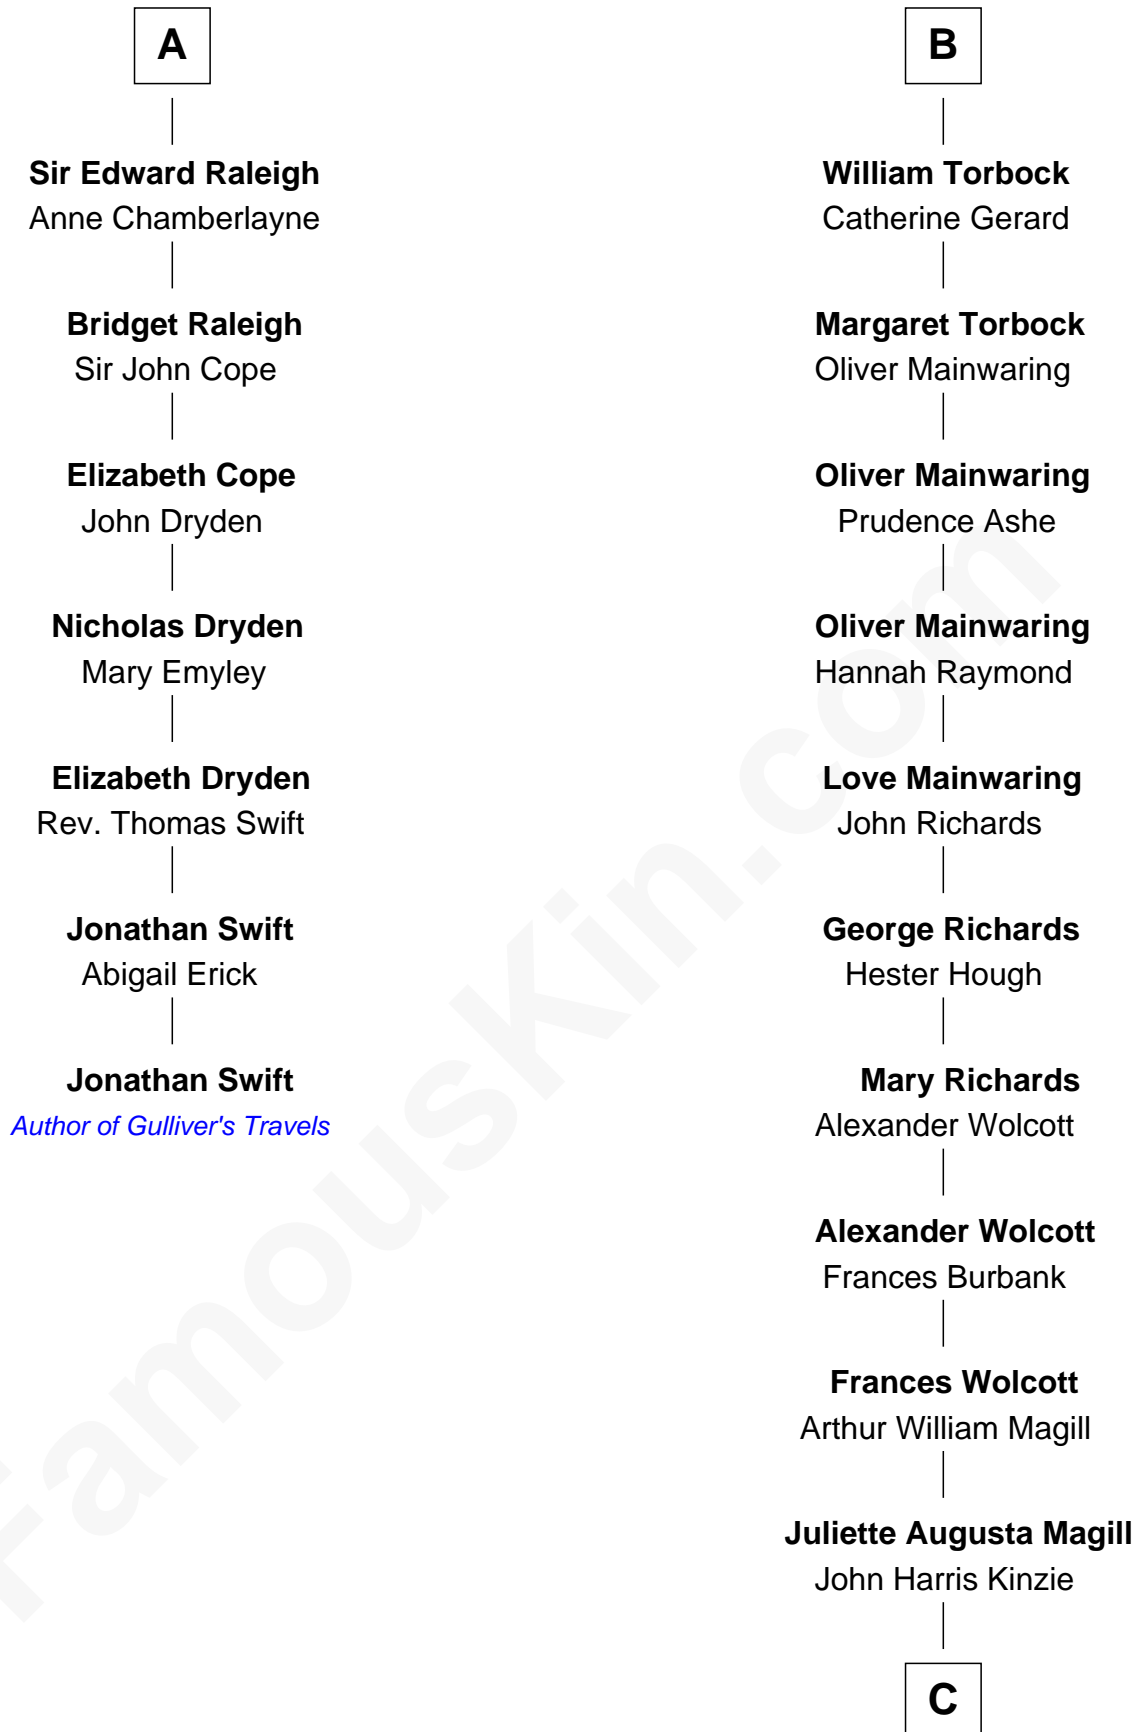 A
Sir Edward Raleigh
Anne Chamberlayne
Bridget Raleigh
Sir John Cope
Elizabeth Cope
John Dryden
Nicholas Dryden
Mary Emyley
Elizabeth Dryden
Rev. Thomas Swift
Jonathan Swift
Abigail Erick
Jonathan Swift
Author of Gulliver's Travels
B
William Torbock
Catherine Gerard
Margaret Torbock
Oliver Mainwaring
Oliver Mainwaring
Prudence Ashe
Oliver Mainwaring
Hannah Raymond
Love Mainwaring
John Richards
George Richards
Hester Hough
Mary Richards
Alexander Wolcott
Alexander Wolcott
Frances Burbank
Frances Wolcott
Arthur William Magill
Juliette Augusta Magill
John Harris Kinzie
C
FamousKin.com